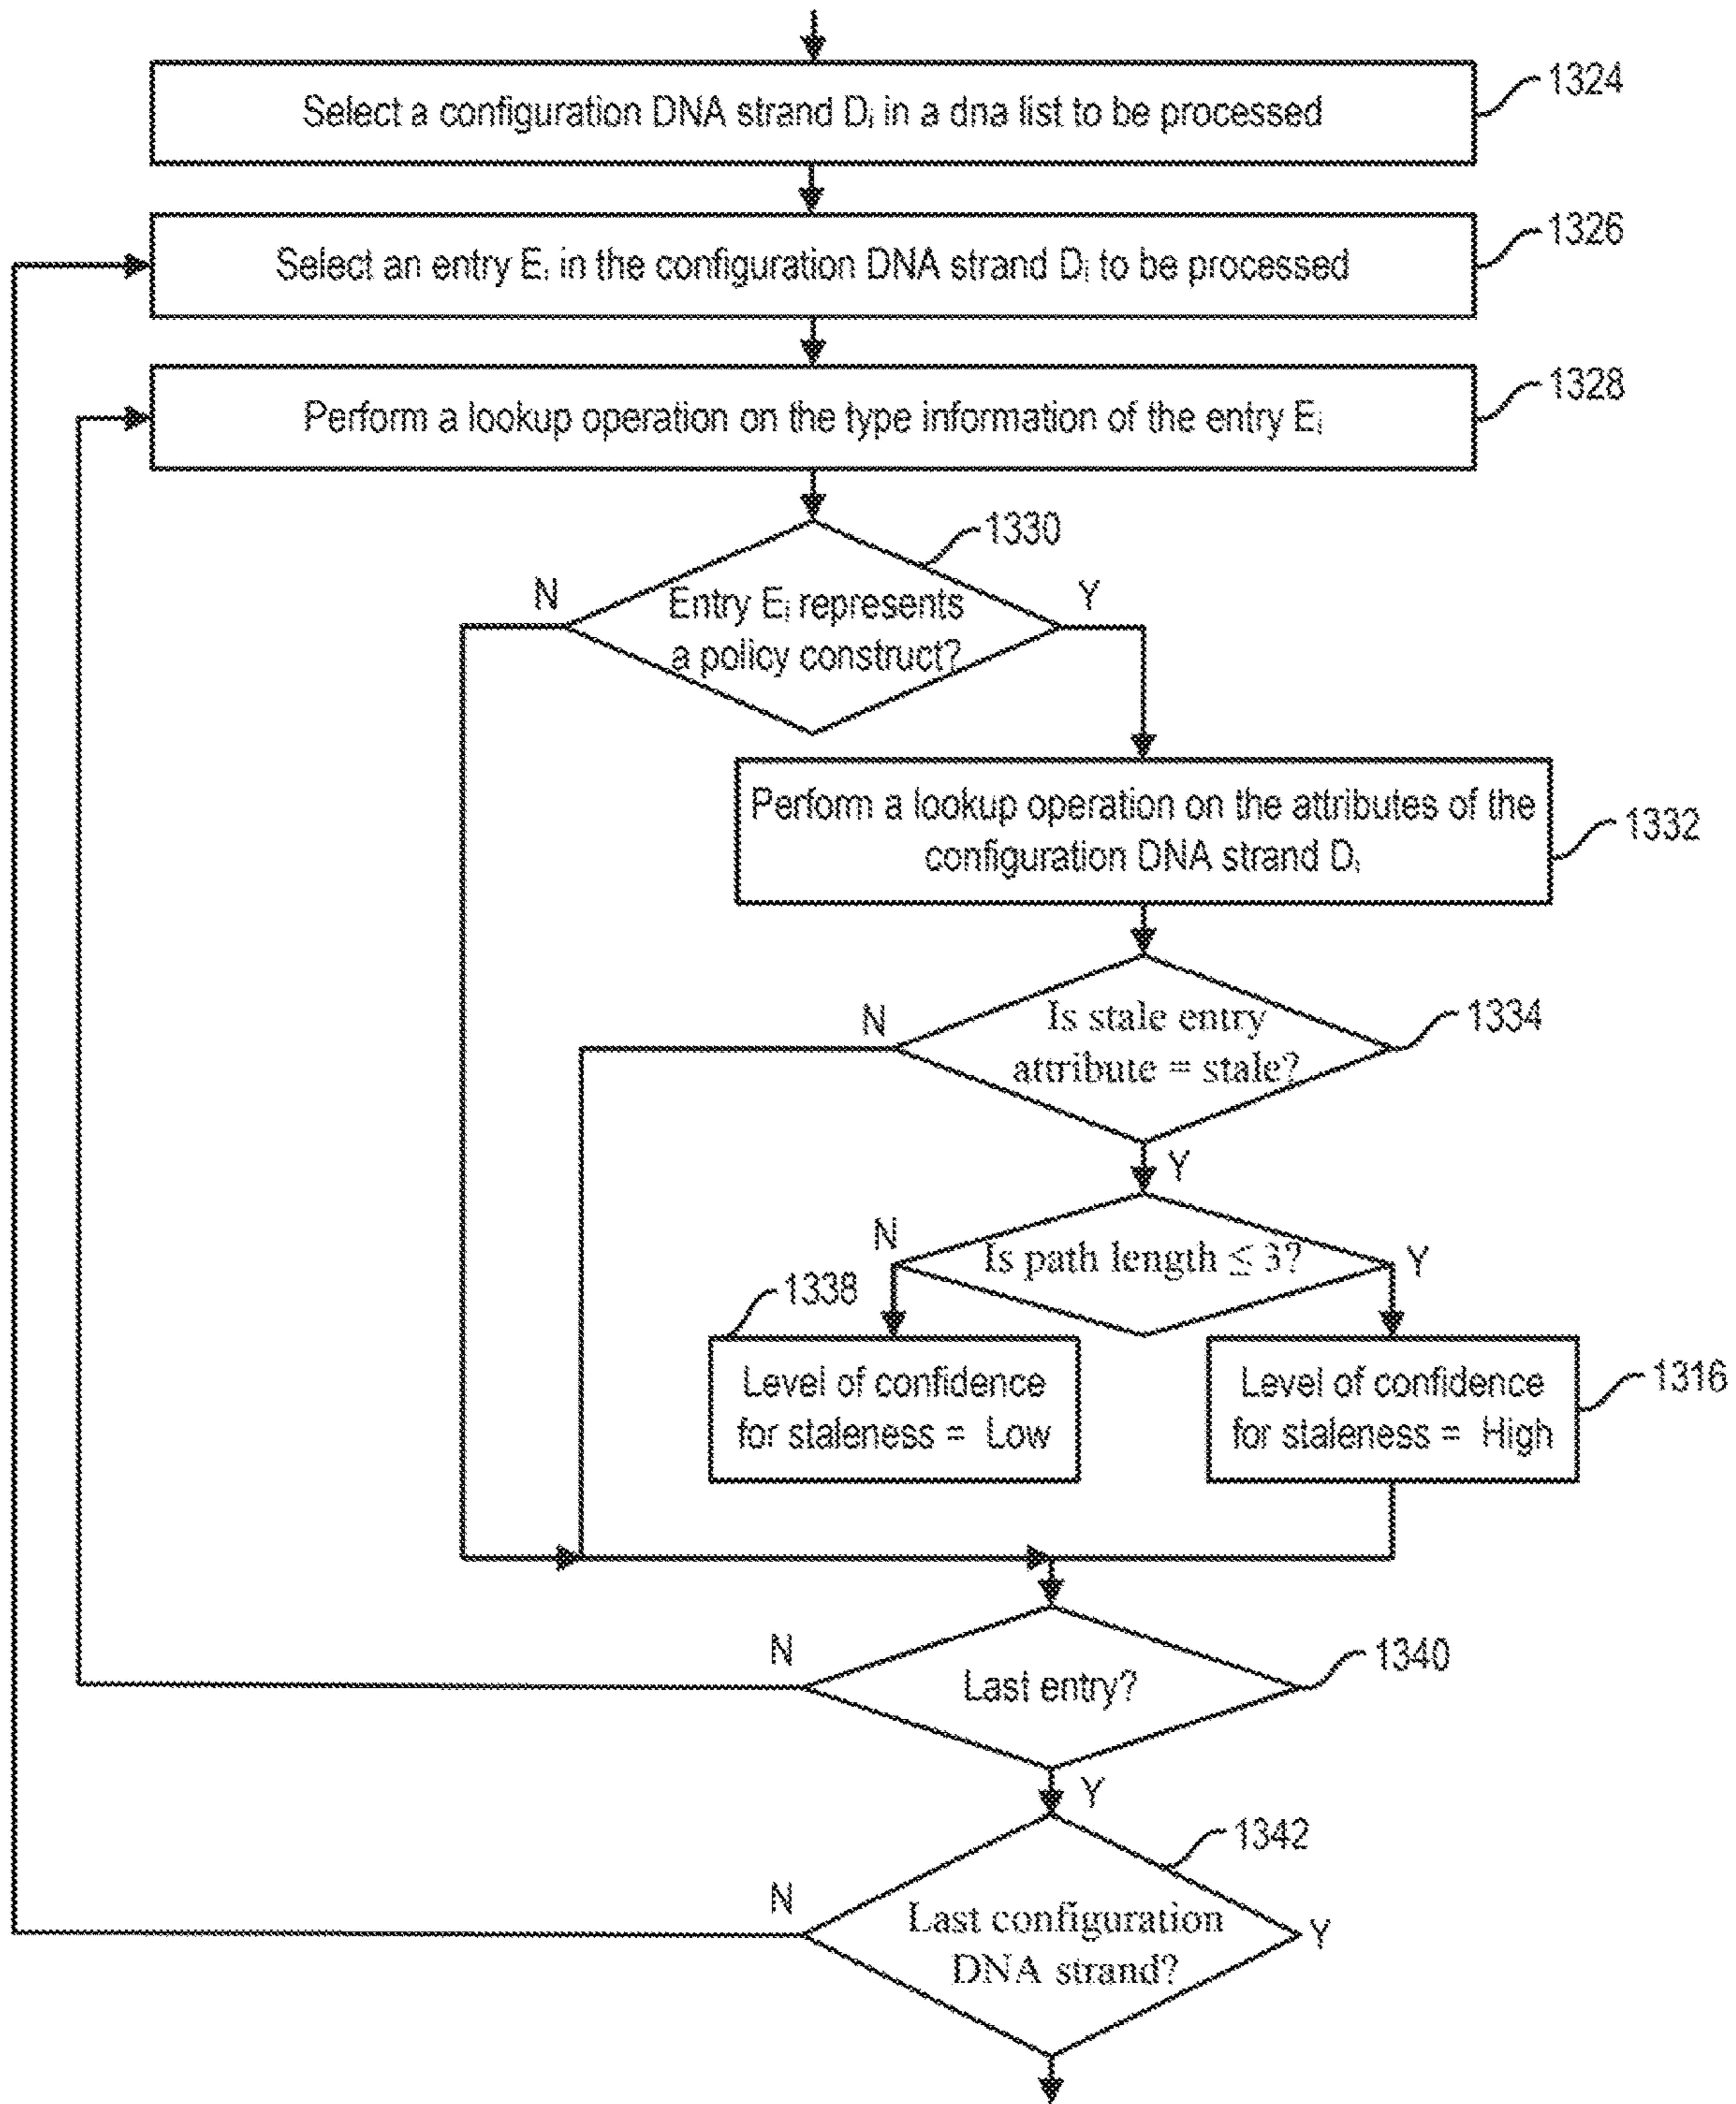 Select a configuration DNA strand Di in a dna list to be processed
1324
Select an entry Ei in the configuration DNA strand Di to be processed
1326
Perform a lookup operation on the type information of the entry Ei
1328
1330
N
Y
Entry Ei represents
a policy construct?
Perform a lookup operation on the attributes of the
configuration DNA strand Di
1332
N
Is stale entry
attribute = stale?
1334
Y
N
Is path length ≤ 3?
Y
1338
Level of confidence
for staleness = Low
Level of confidence
for staleness = High
1316
N
Last entry?
1340
Y
1342
N
Last configuration
DNA strand?
Y